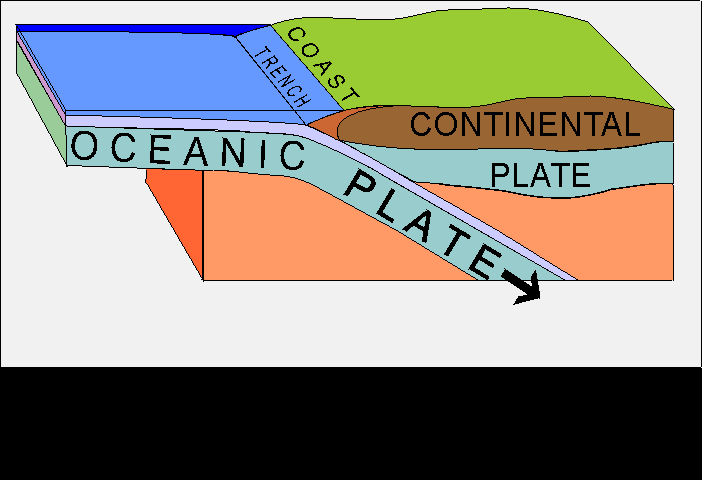 COAST
TRENCH
CONTINENTAL
PLATE
OCEANIC PLATE